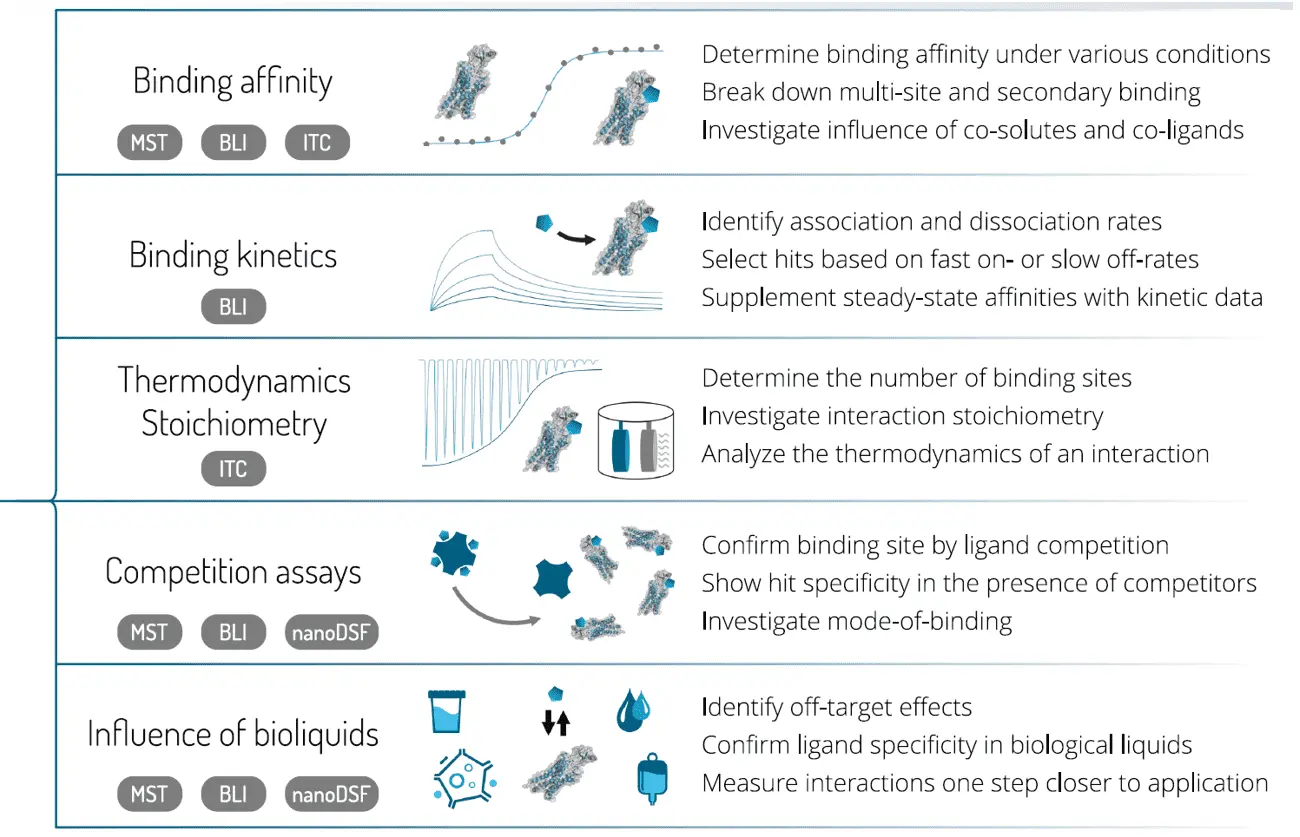 Binding affinity
MST BLI ITC
Determine binding affinity under various conditions
Break down multi-site and secondary binding
Investigate influence of co-solutes and co-ligands
Binding kinetics
BLI
Identify association and dissociation rates
Select hits based on fast on- or slow off-rates
Supplement steady-state affinities with kinetic data
Thermodynamics
Stoichiometry
ITC
Determine the number of binding sites
Investigate interaction stoichiometry
Analyze the thermodynamics of an interaction
Competition assays
MST BLI nanoDSF
Confirm binding site by ligand competition
Show hit specificity in the presence of competitors
Investigate mode-of-binding
Influence of bioliquids
MST BLI nanoDSF
Identify off-target effects
Confirm ligand specificity in biological liquids
Measure interactions one step closer to application